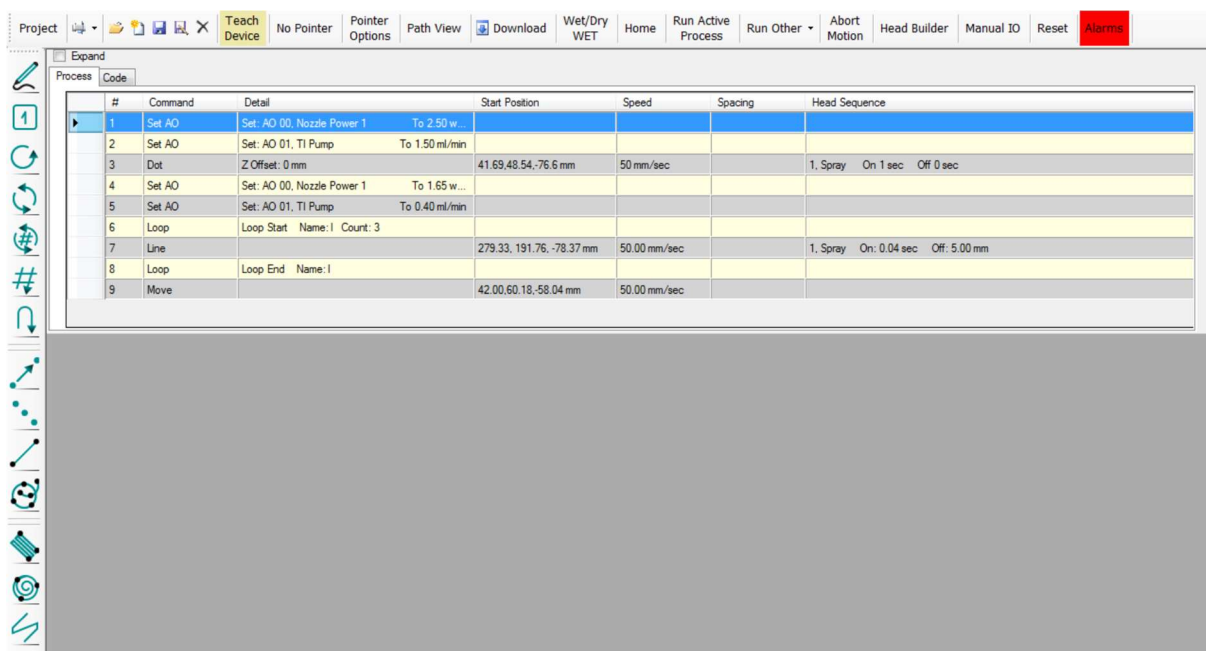 Project Teach Device No Pointer Pointer Options Path View Download Wet/Dry WET Home Run Active Process Run Other Abort Motion Head Builder Manual IO Reset Alarms
Expand
Process Code
# Command Detail Start Position Speed Spacing Head Sequence
1 Set AO Set: AO 00, Nozzle Power 1 To 2.50 w...
2 Set AO Set: AO 01, TI Pump To 1.50 ml/min
3 Dot Z Offset: 0 mm 41.69,48.54,-76.6 mm 50 mm/sec 1, Spray On 1 sec Off 0 sec
4 Set AO Set: AO 00, Nozzle Power 1 To 1.65 w...
5 Set AO Set: AO 01, TI Pump To 0.40 ml/min
6 Loop Loop Start Name: l Count: 3
7 Line 279.33, 191.76, -78.37 mm 50.00 mm/sec 1, Spray On: 0.04 sec Off: 5.00 mm
8 Loop Loop End Name: l
9 Move 42.00,60.18,-58.04 mm 50.00 mm/sec
1
#
#